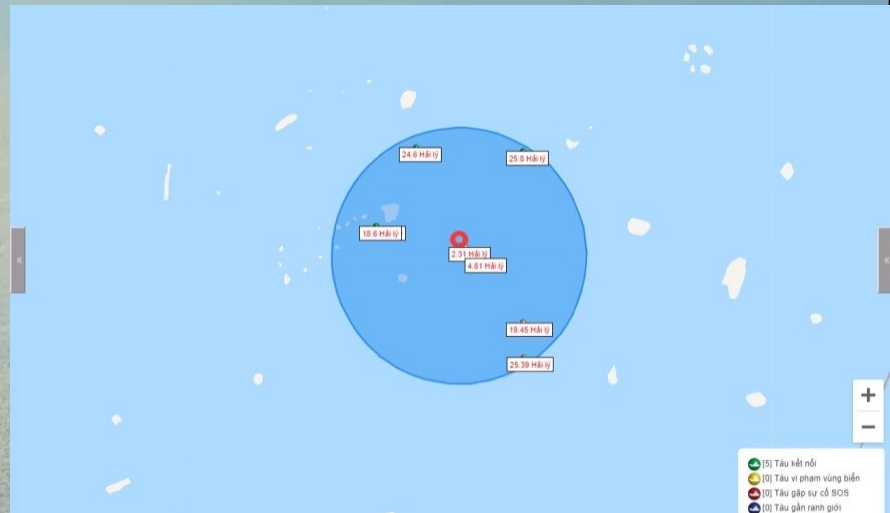 24.6 Hải lý
25.8 Hải lý
18.6 Hải lý
2.31 Hải lý
4.81 Hải lý
19.45 Hải lý
25.39 Hải lý
+
−
[5] Tàu kết nối
[0] Tàu vi phạm vùng biển
[0] Tàu gặp sự cố SOS
[0] Tàu gần ranh giới